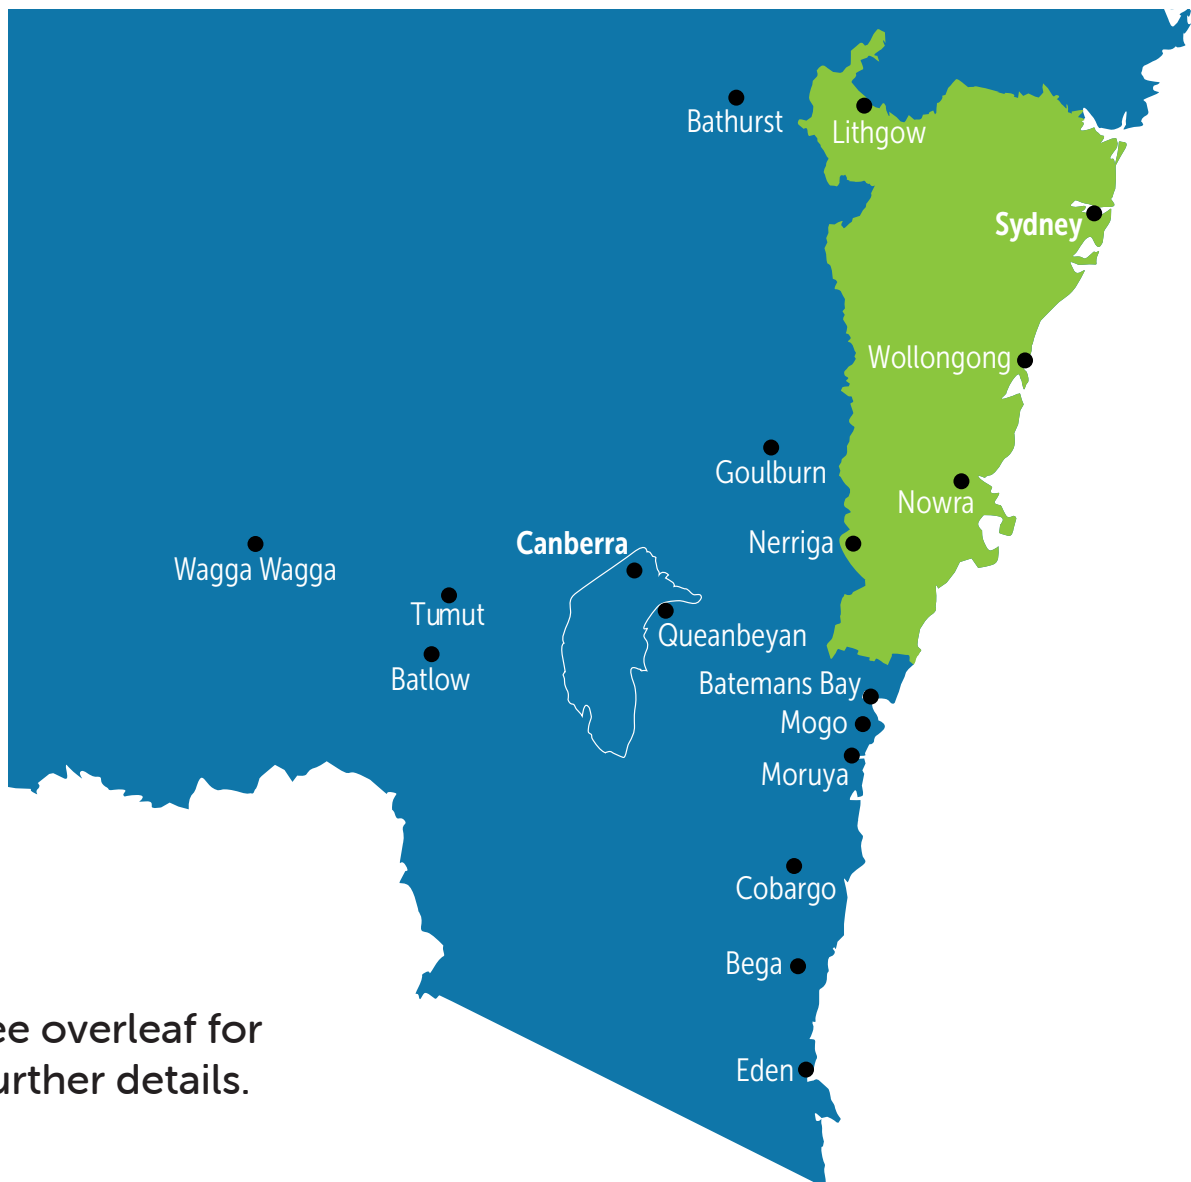 Bathurst
Lithgow
Sydney
Wollongong
Goulburn
Nowra
Canberra
Nerriga
Wagga Wagga
Tumut
Queanbeyan
Batlow
Batemans Bay
Mogo
Moruya
Cobargo
Bega
ee overleaf for
urther details.
Eden